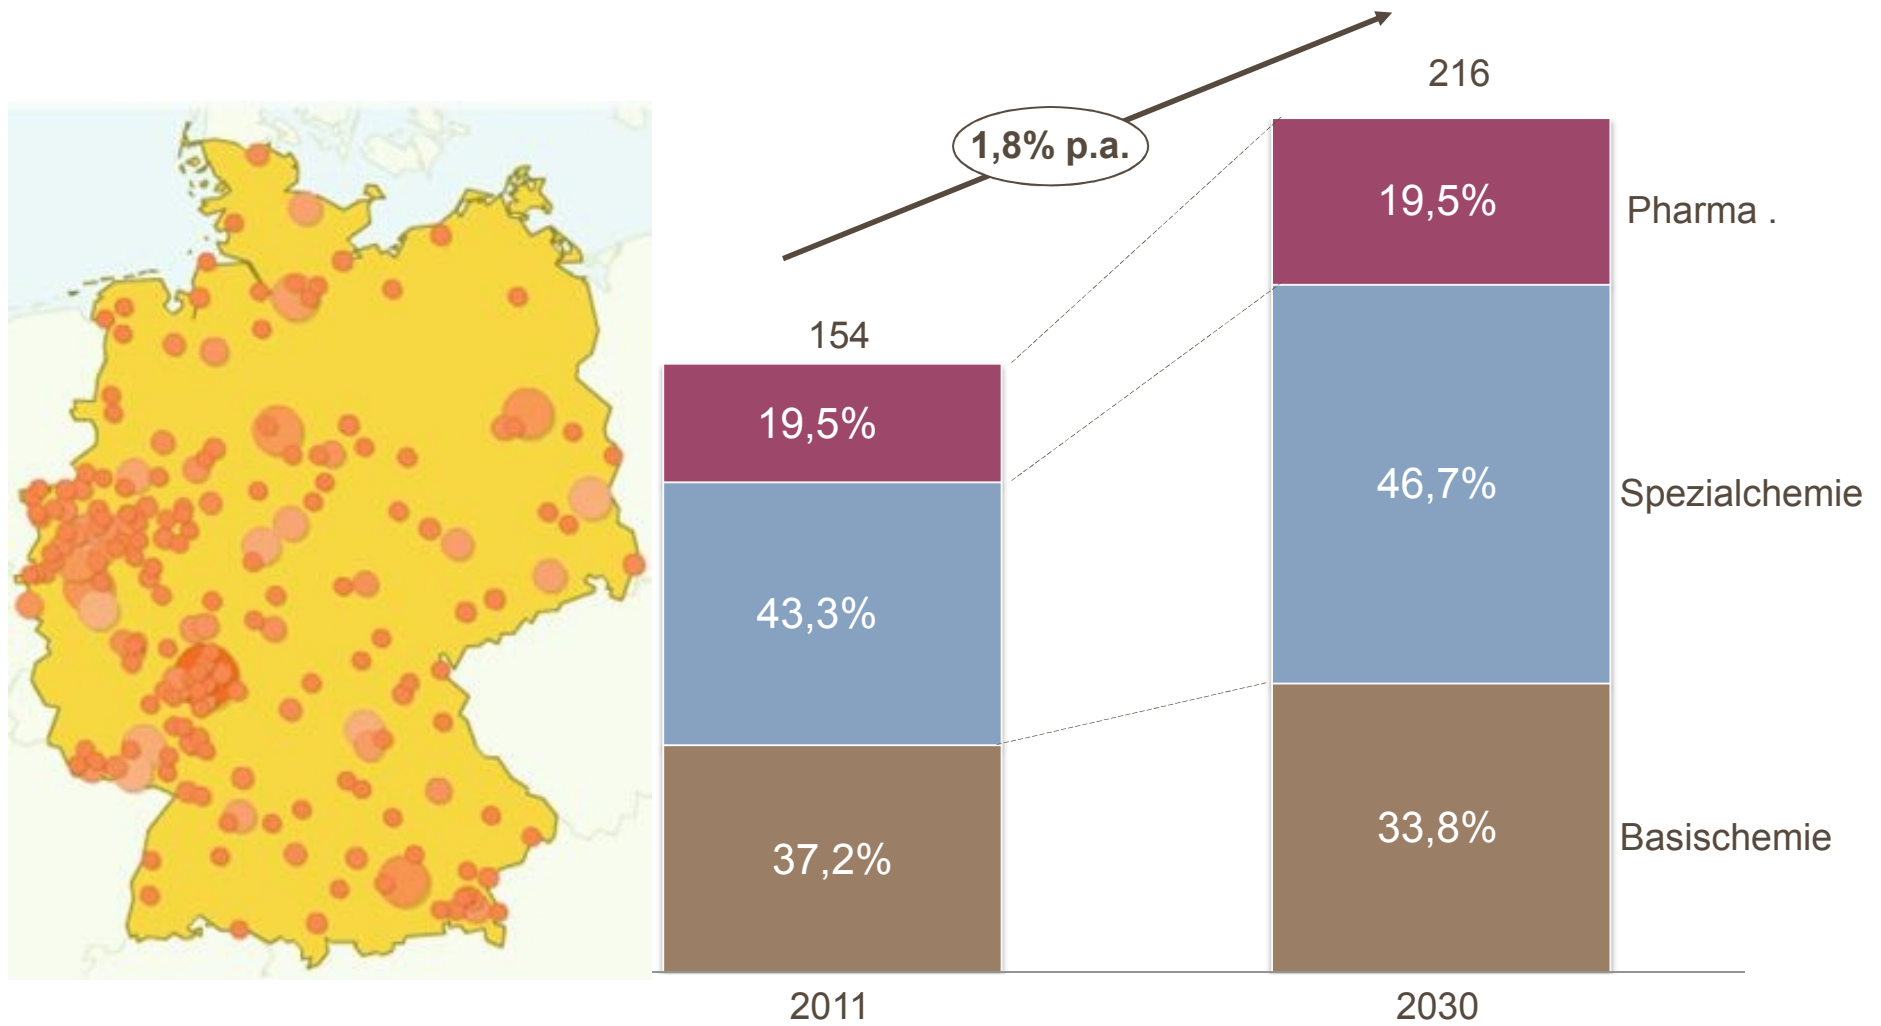 216
1,8% p.a.
19,5%
Pharma .
154
19,5%
46,7%
Spezialchemie
43,3%
33,8%
Basischemie
37,2%
2011
2030